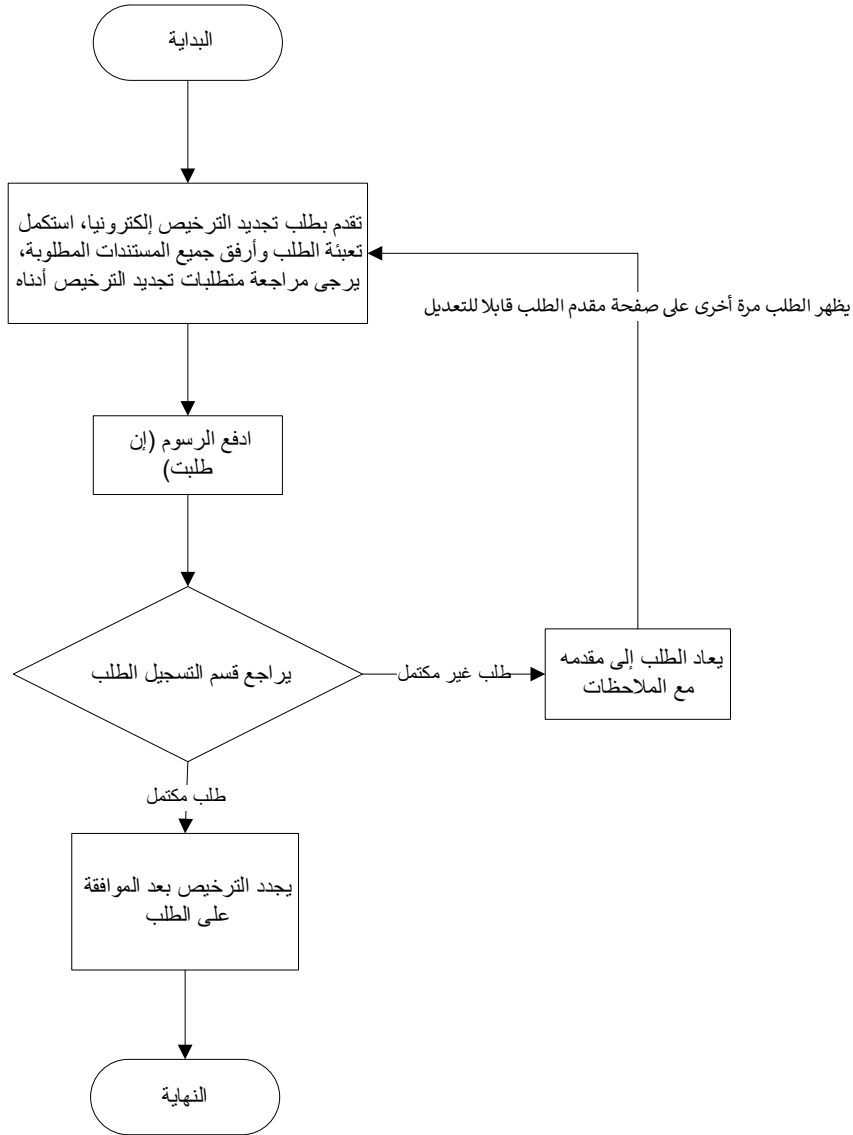 البداية
تقدم بطلب تجديد الترخيص إلكترونيا، استكمل
تعبئة الطلب وأرفق جميع المستندات المطلوبة،
يرجى مراجعة متطلبات تجديد الترخيص أدناه
يظهر الطلب مرة أخرى على صفحة مقدم الطلب قابلا للتعديل
ادفع الرسوم (إن
طلبت)
يراجع قسم التسجيل الطلب
طلب غير مكتمل
يعاد الطلب إلى مقدمه
مع الملاحظات
طلب مكتمل
يجدد الترخيص بعد الموافقة
على الطلب
النهاية